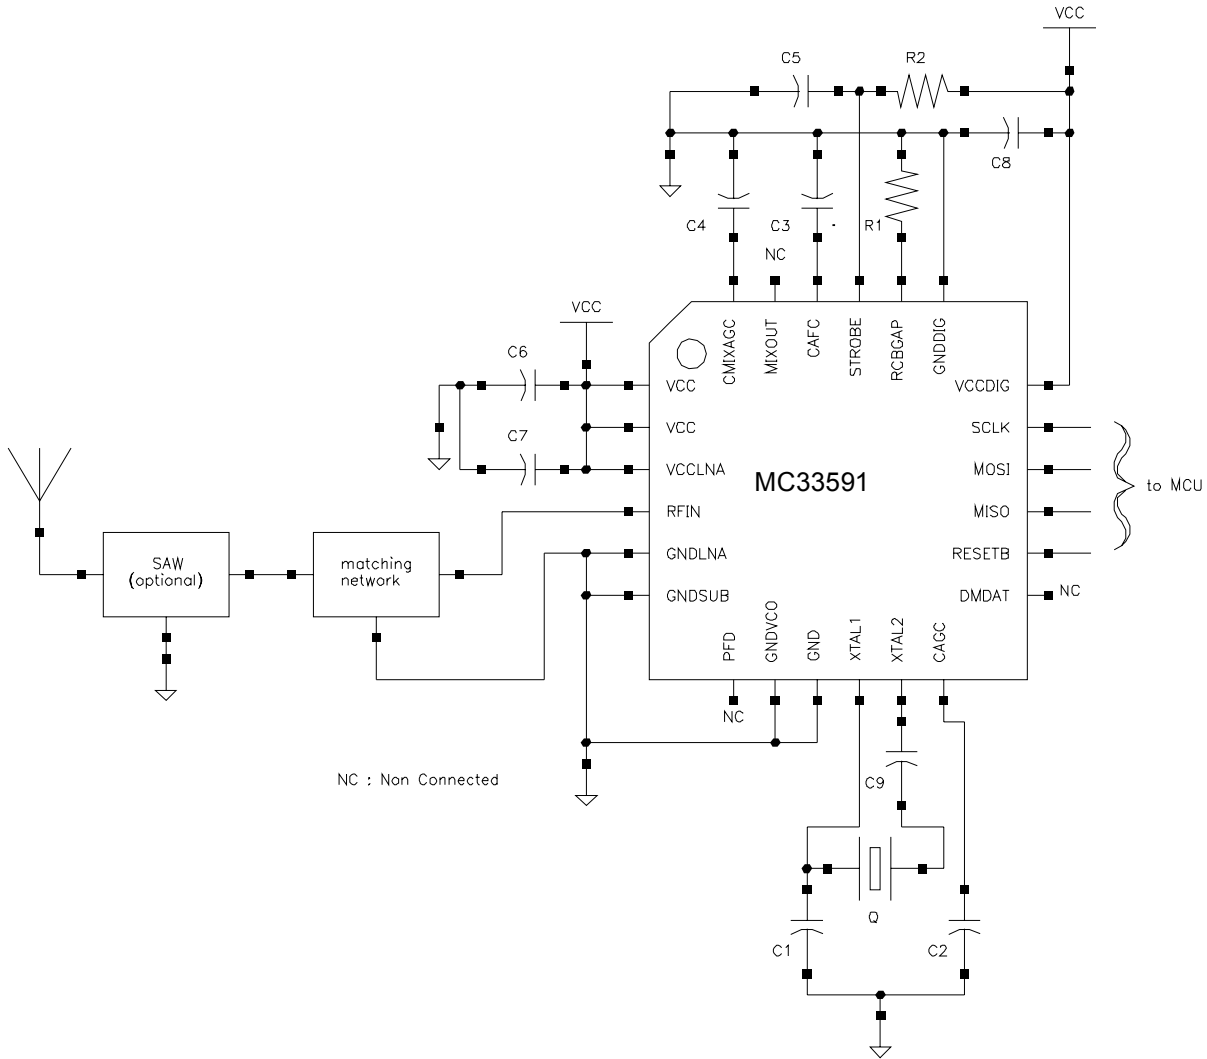 VCC
C5
R2
C8
C4
C3
R1
NC
VCC
C6
C7
CMIXAGC
MIXOUT
CAFC
STROBE
RCBGAP
GNDDIG
VCC
VCC
VCCLNA
RFIN
GNDLNA
GNDSUB
VCCDIG
SCLK
MOSI
MISO
RESETB
DMDAT
NC
to MCU
MC33591
SAW
(optional)
matching
network
PFD
GNDVCO
GND
XTAL1
XTAL2
CAGC
NC
NC : Non Connected
C9
Q
C1
C2